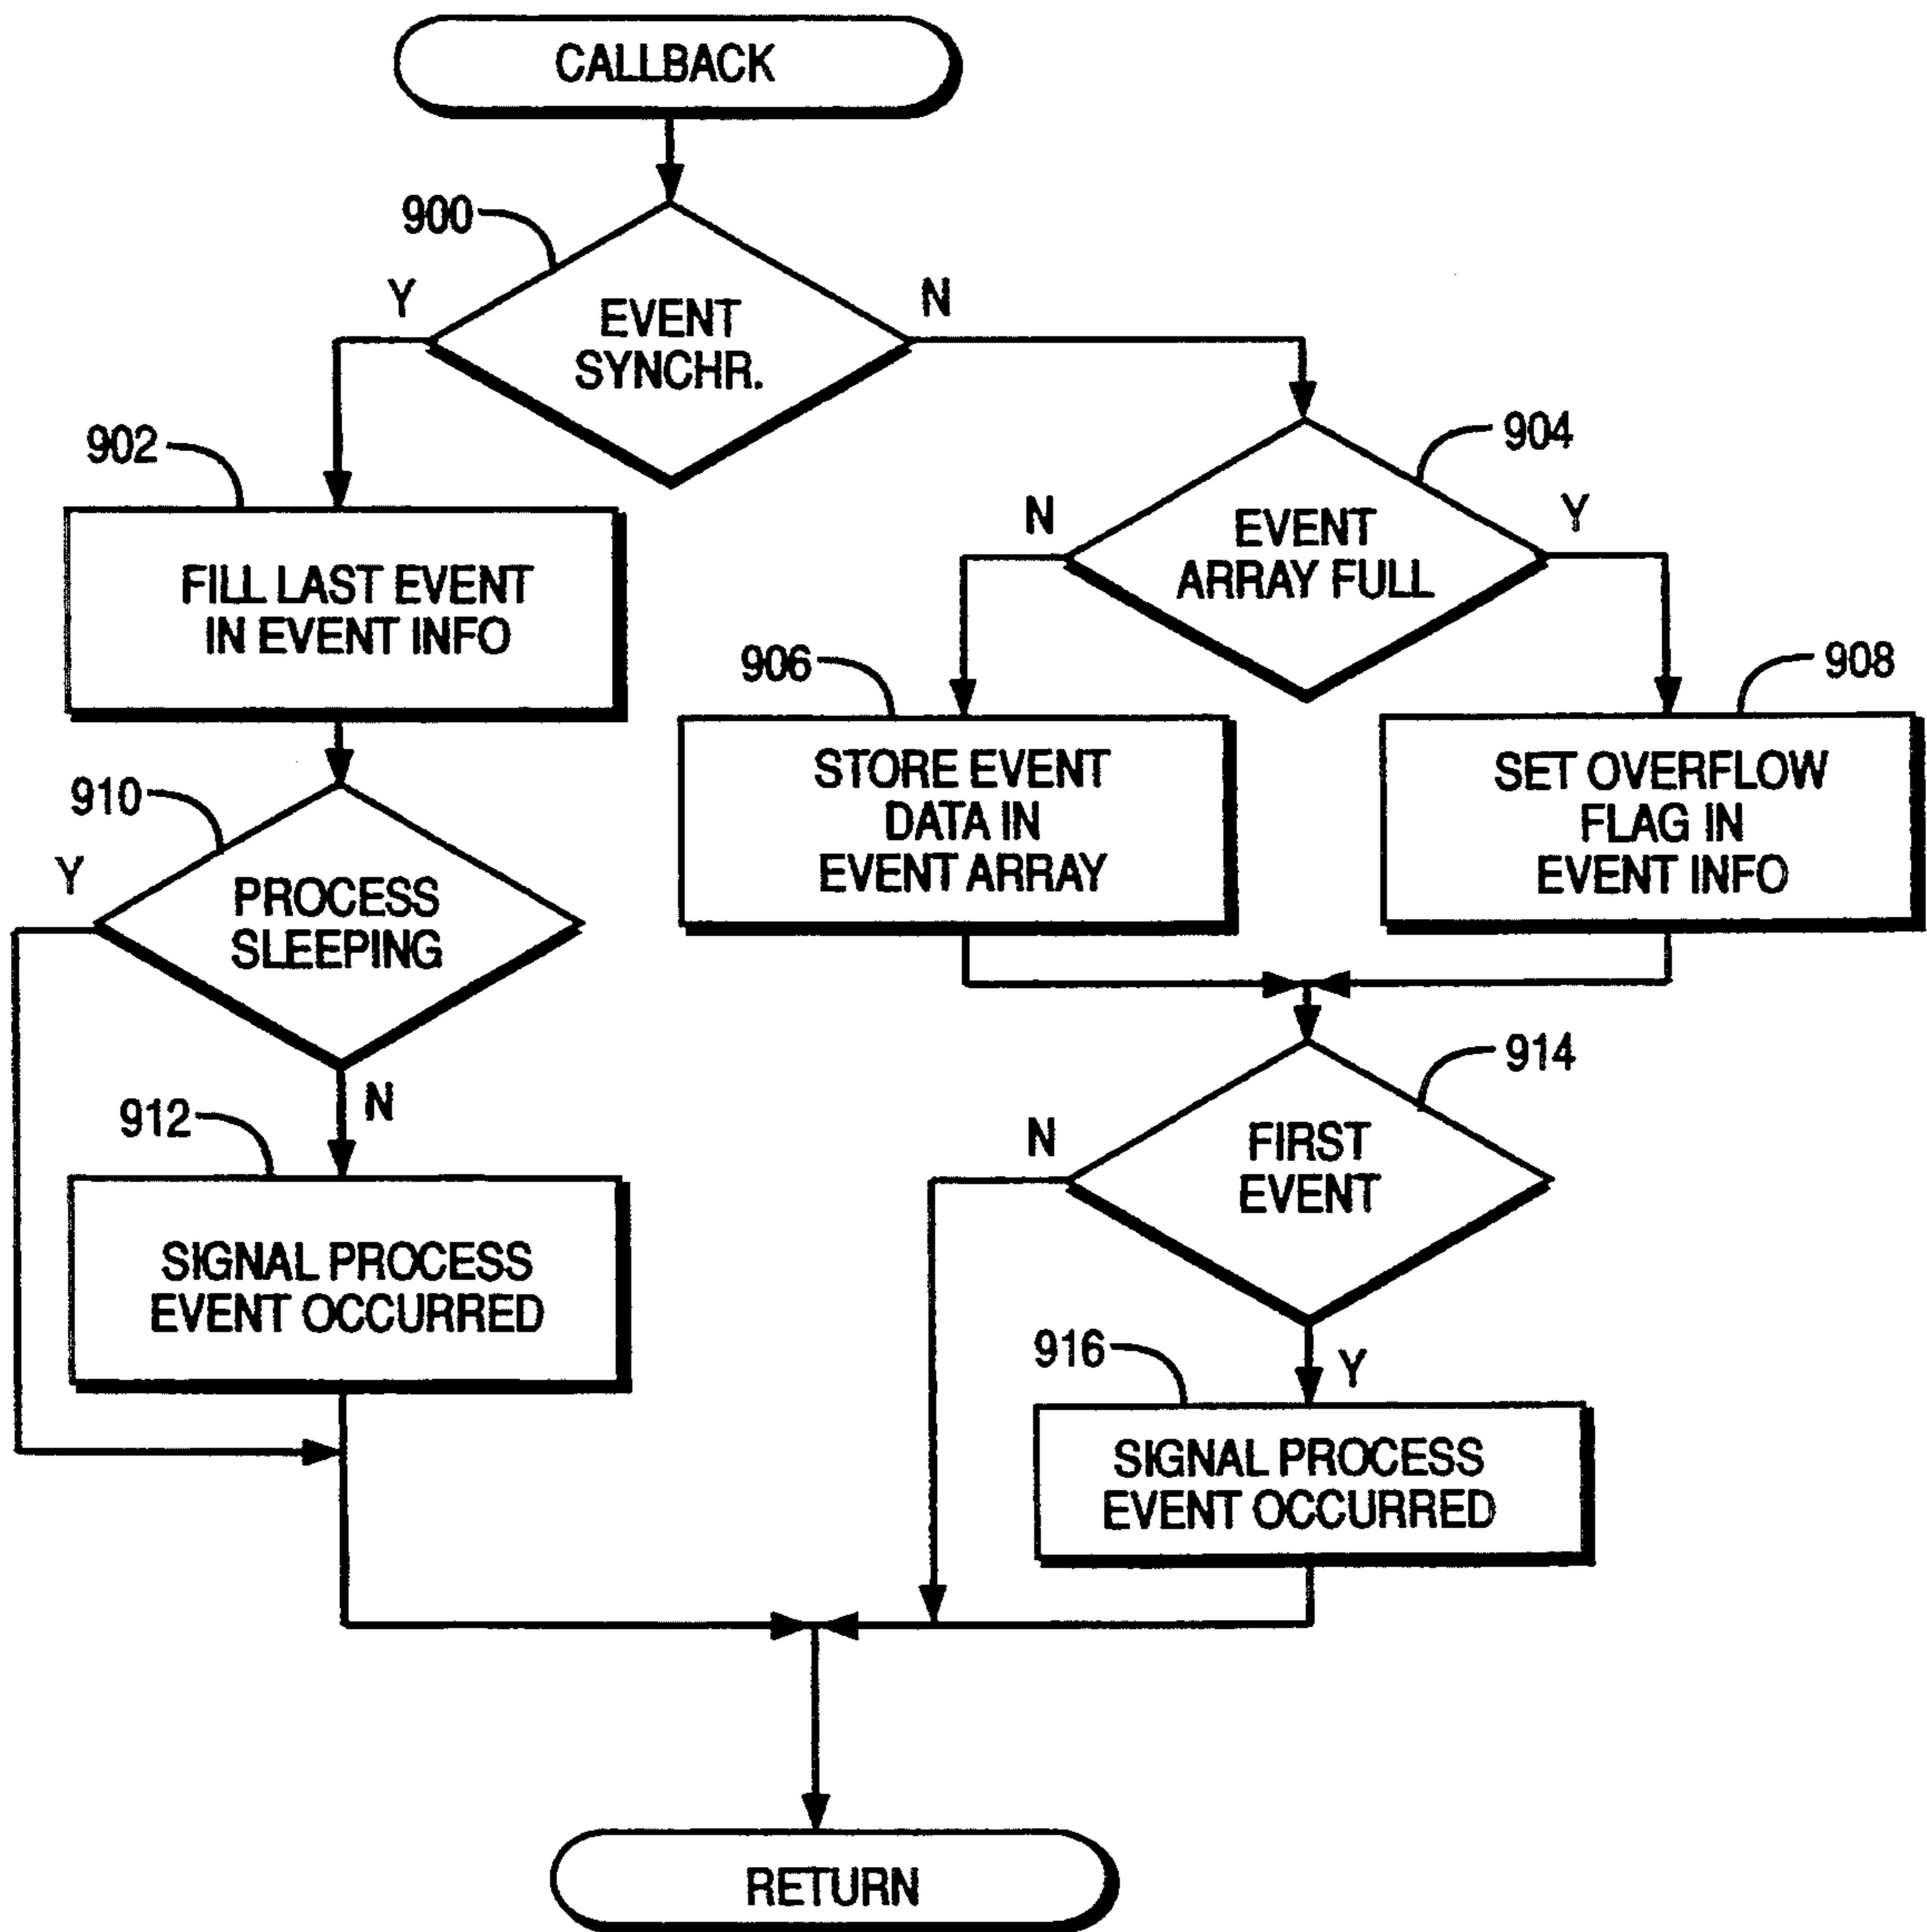 CALLBACK
900
Y
N
EVENT
SYNCHR.
902
904
N
Y
EVENT
ARRAY FULL
FILL LAST EVENT
IN EVENT INFO
906
908
STORE EVENT
DATA IN
EVENT ARRAY
SET OVERFLOW
FLAG IN
EVENT INFO
910
Y
PROCESS
SLEEPING
N
914
N
FIRST
EVENT
Y
912
SIGNAL PROCESS
EVENT OCCURRED
916
SIGNAL PROCESS
EVENT OCCURRED
RETURN